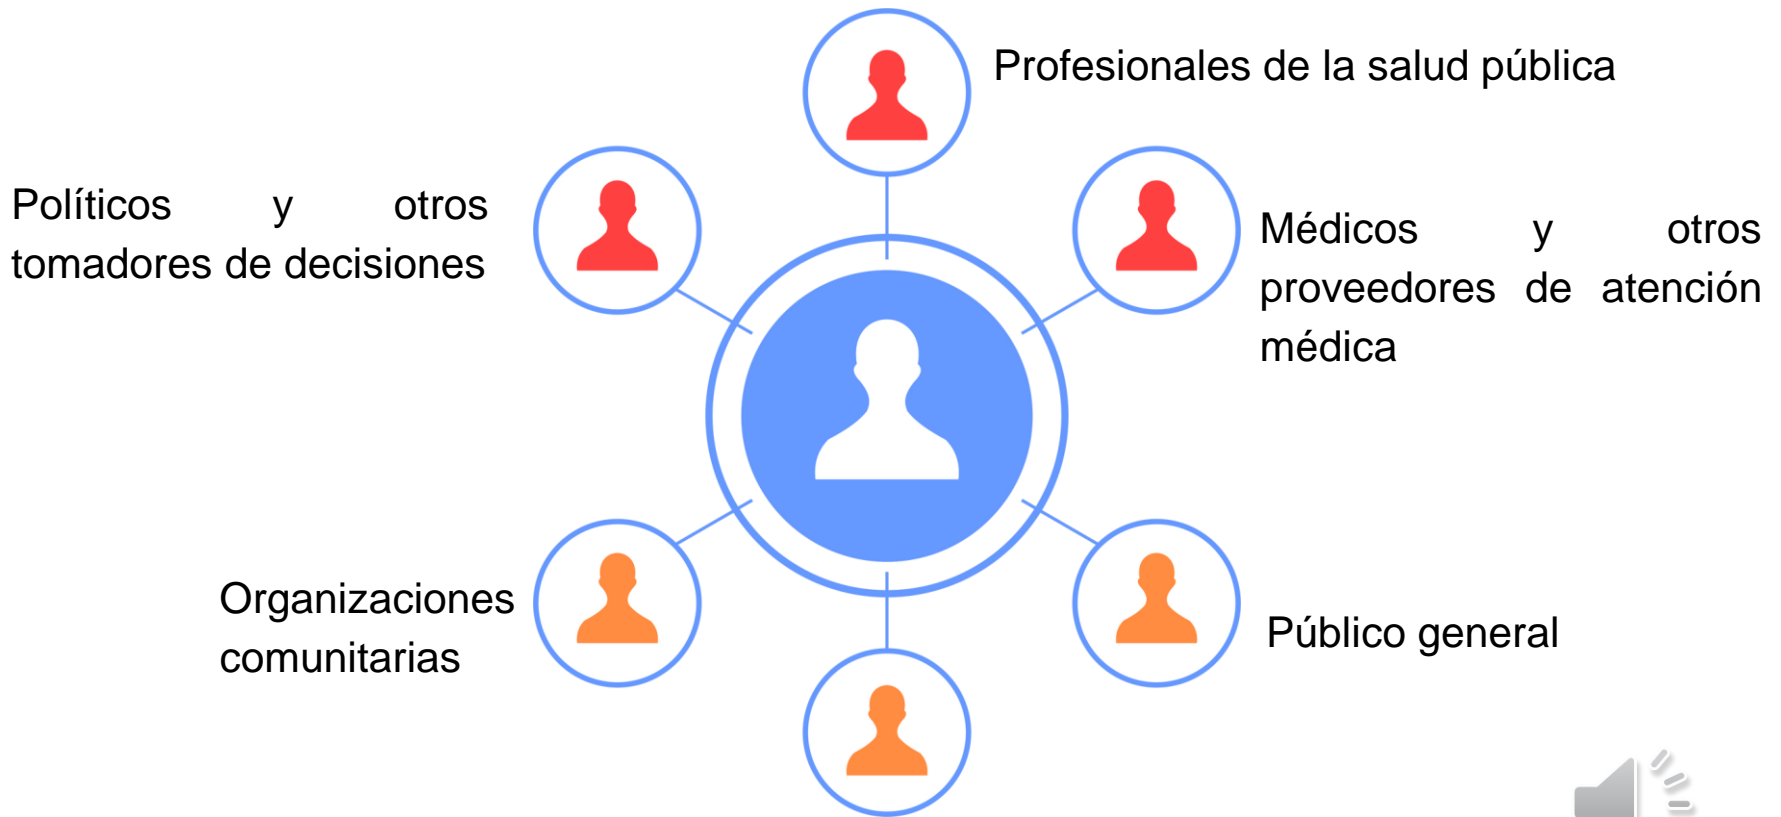 Profesionales de la salud pública
Políticos y otros
tomadores de decisiones
Médicos y otros
proveedores de atención
médica
Organizaciones
comunitarias
Público general